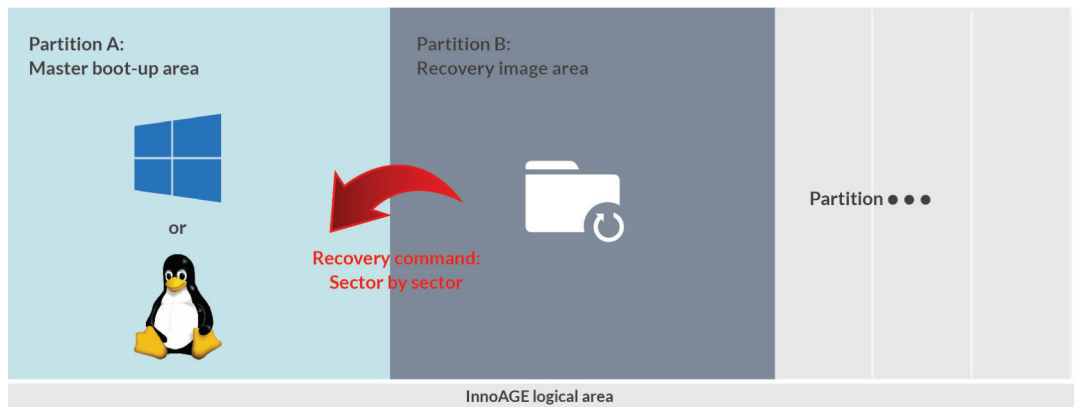 Partition A:
Master boot-up area
or
Partition B:
Recovery image area
Recovery command:
Sector by sector
Partition ● ● ●
InnoAGE logical area